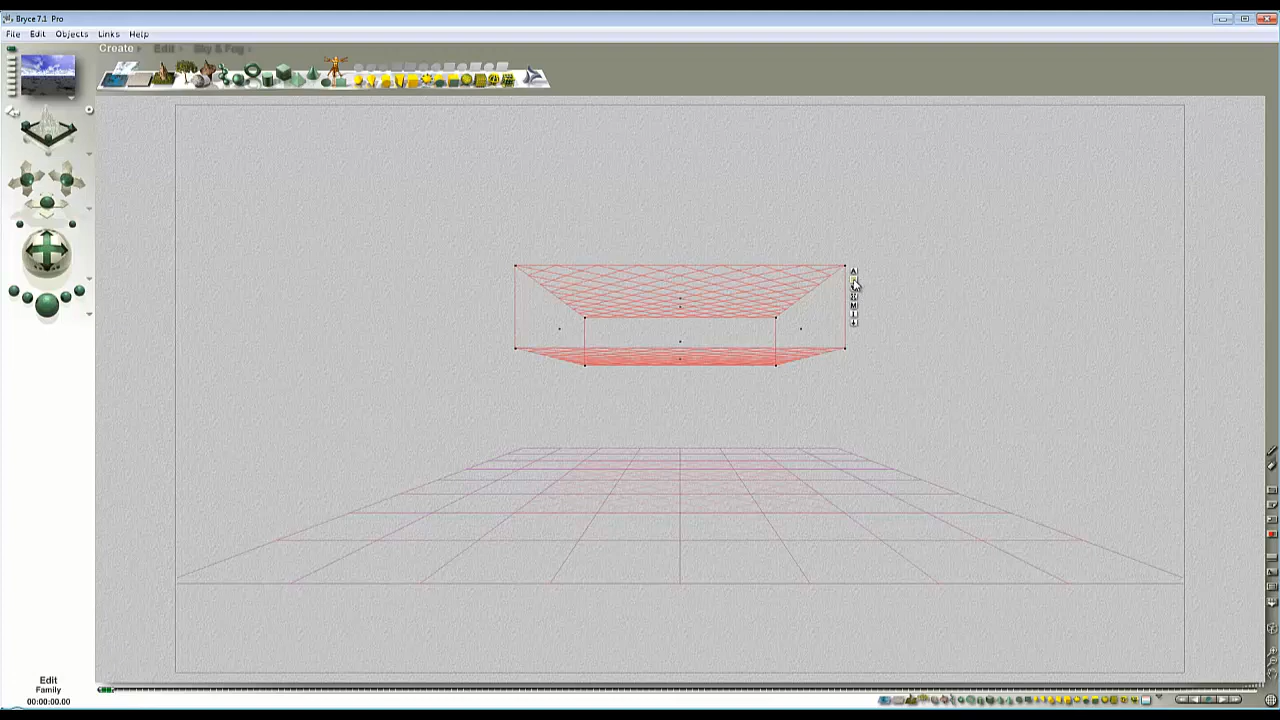 Bryce 7.1 Pro
File Edit Objects Links Help
Create Edit Sky & Fog
A
M
Edit
Family
00:00:00.00